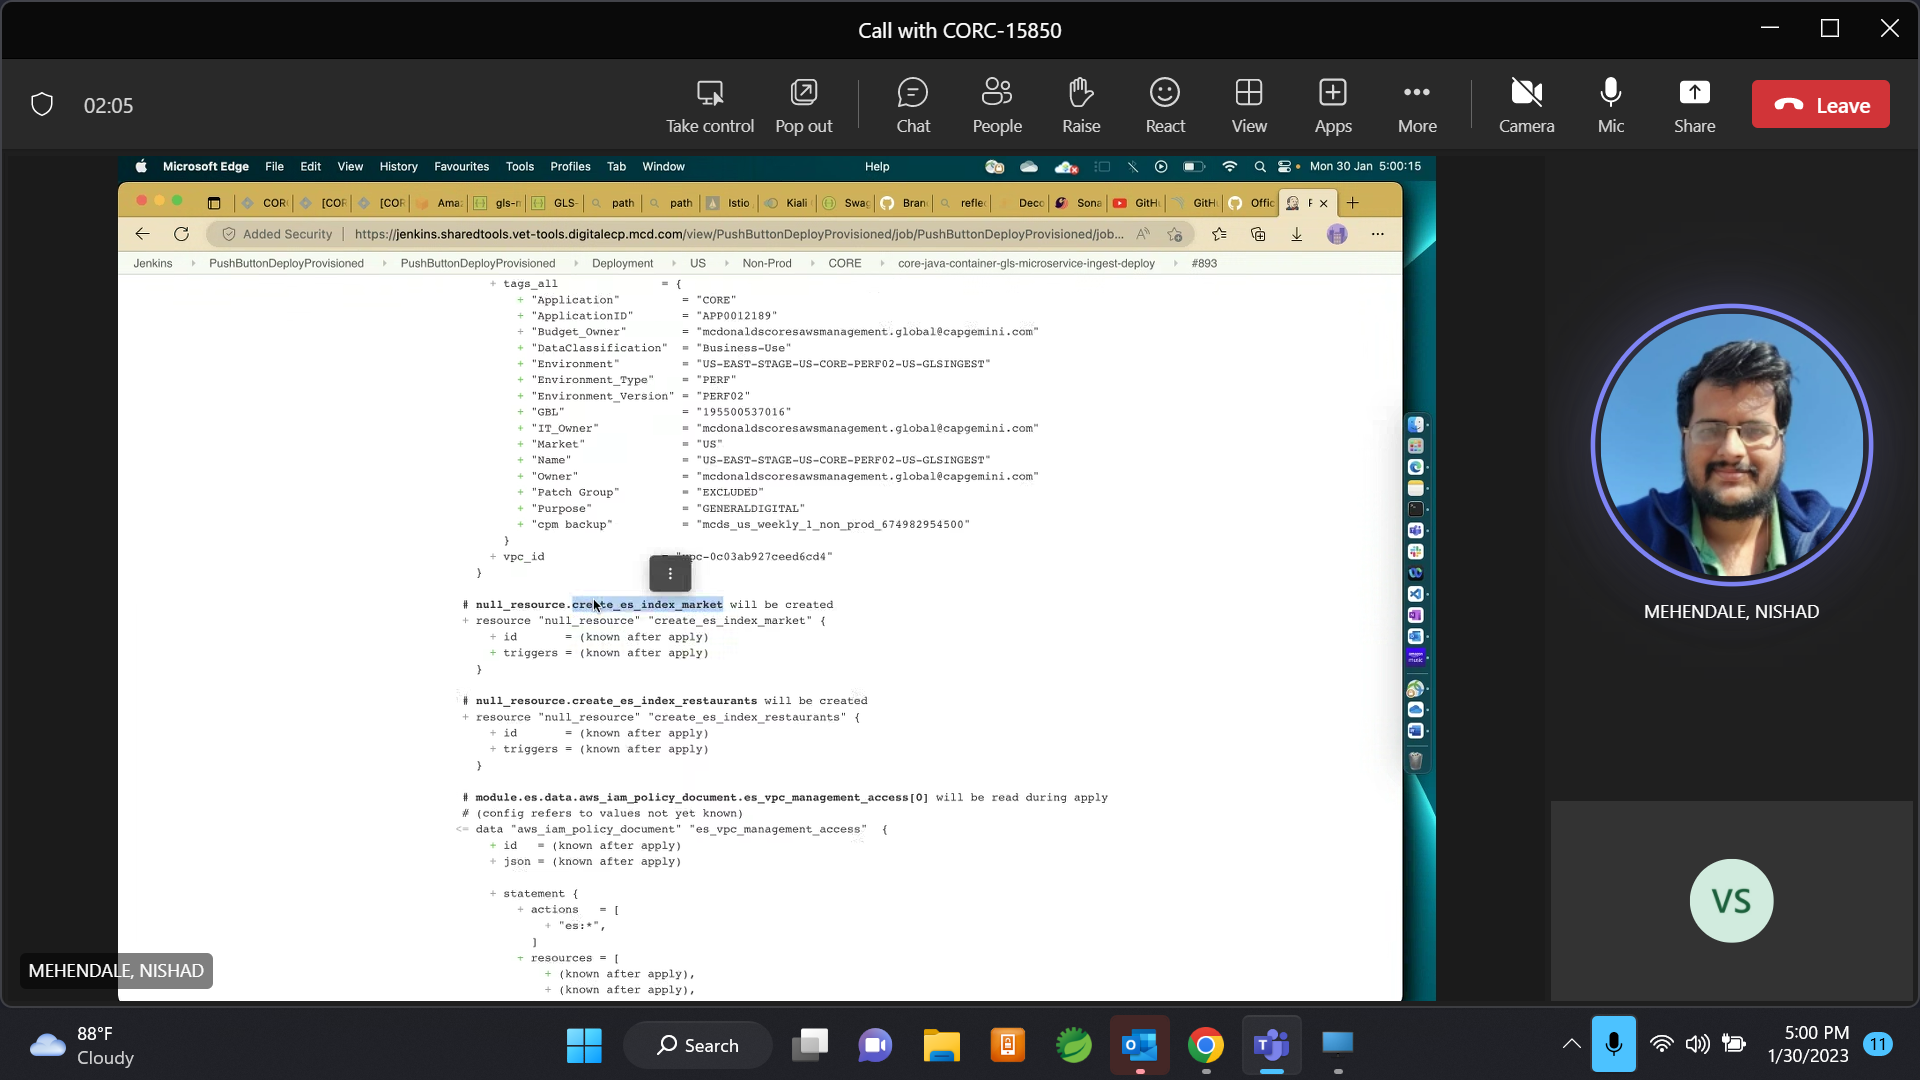 Call with CORC-15850
02:05
Take control
Pop out
Chat
People
Raise
React
View
Apps
More
Camera
Mic
Share
Leave
Microsoft Edge File Edit View History Favourites Tools Profiles Tab Window Help Mon 30 Jan 5:00:15
COR [COR [COR Ama gls-r GLS- path path Istio Kiali Swag Bran refle Deco Sona GitHu GitHu Offic
Added Security https://jenkins.sharedtools.vet-tools.digitalecp.mcd.com/view/PushButtonDeployProvisioned/job/PushButtonDeployProvisioned/job...
Jenkins PushButtonDeployProvisioned PushButtonDeployProvisioned Deployment US Non-Prod CORE core-java-container-gls-microservice-ingest-deploy #893
+ tags_all = {
+ "Application" = "CORE"
+ "ApplicationID" = "APP0012189"
+ "Budget_Owner" = "mcdonaldscoresawsmanagement.global@capgemini.com"
+ "DataClassification" = "Business-Use"
+ "Environment" = "US-EAST-STAGE-US-CORE-PERF02-US-GLSINGEST"
+ "Environment_Type" = "PERF"
+ "Environment_Version" = "PERF02"
+ "GBL" = "195500537016"
+ "IT_Owner" = "mcdonaldscoresawsmanagement.global@capgemini.com"
+ "Market" = "US"
+ "Name" = "US-EAST-STAGE-US-CORE-PERF02-US-GLSINGEST"
+ "Owner" = "mcdonaldscoresawsmanagement.global@capgemini.com"
+ "Patch Group" = "EXCLUDED"
+ "Purpose" = "GENERALDIGITAL"
+ "cpm backup" = "mcds_us_weekly_1_non_prod_674982954500"
}
+ vpc_id = "vpc-0c03ab927ceed6cd4"
}
# null_resource.create_es_index_market will be created
+ resource "null_resource" "create_es_index_market" {
+ id = (known after apply)
+ triggers = (known after apply)
}
# null_resource.create_es_index_restaurants will be created
+ resource "null_resource" "create_es_index_restaurants" {
+ id = (known after apply)
+ triggers = (known after apply)
}
# module.es.data.aws_iam_policy_document.es_vpc_management_access[0] will be read during apply
# (config refers to values not yet known)
<= data "aws_iam_policy_document" "es_vpc_management_access" {
+ id = (known after apply)
+ json = (known after apply)
+ statement {
+ actions = [
+ "es:*",
]
+ resources = [
+ (known after apply),
+ (known after apply),
MEHENDALE, NISHAD
VS
MEHENDALE, NISHAD
88°F
Cloudy
Search
5:00 PM
1/30/2023
11